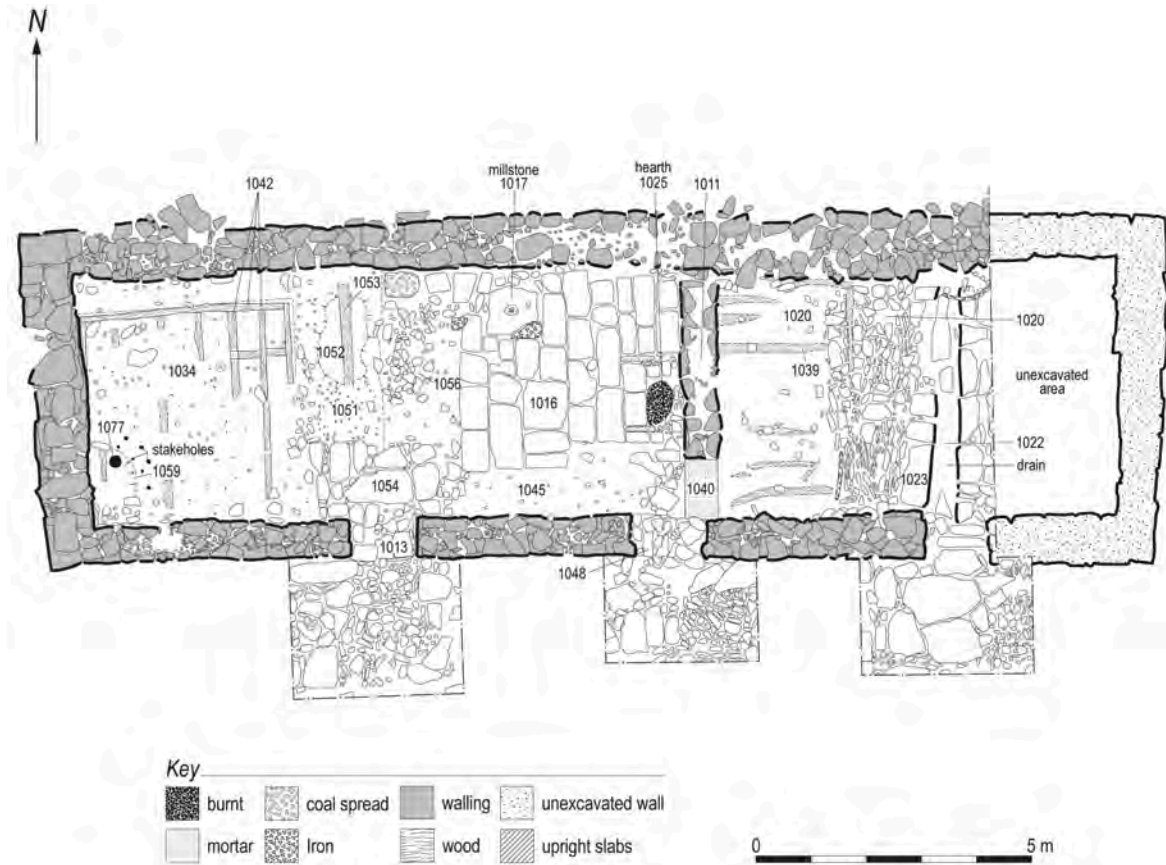 N
millstone
1017
hearth
1025
1011
1042
1053
1052
1034
1051
1056
1016
1020
1039
1020
unexcavated
area
1077
stakeholes
1059
1054
1045
1040
1023
1022
drain
1013
1048
Key
burnt
coal spread
walling
unexcavated wall
mortar
Iron
wood
upright slabs
0
5 m